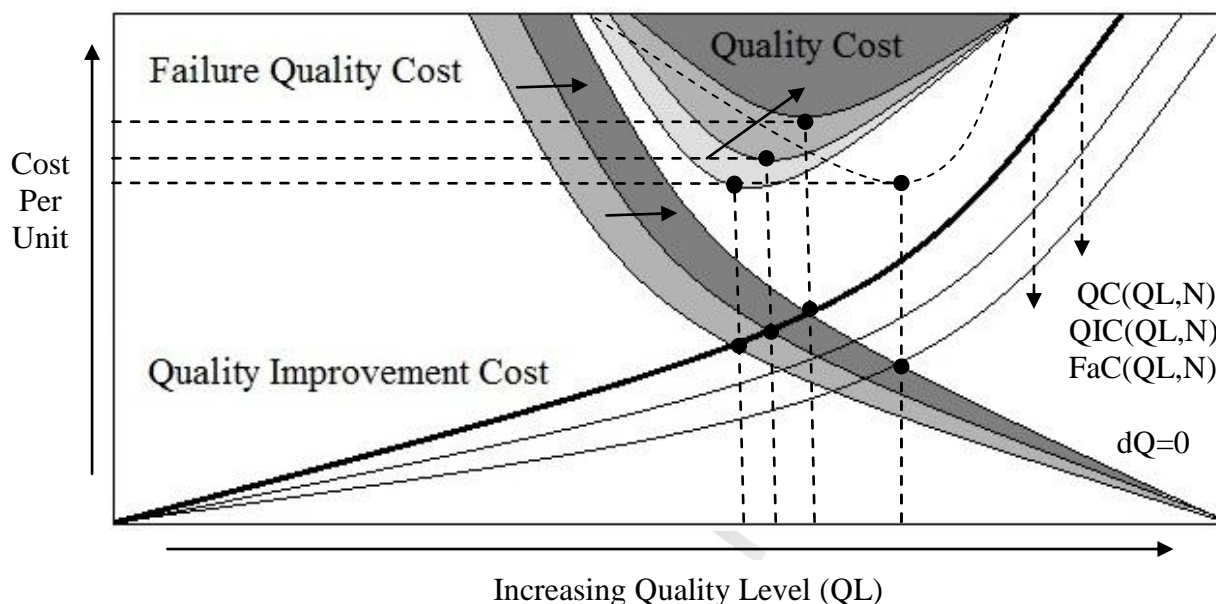 Quality Cost
Failure Quality Cost
Cost
Per
Unit
QC(QL,N)
QIC(QL,N)
FaC(QL,N)
Quality Improvement Cost
dQ=0
Increasing Quality Level (QL)